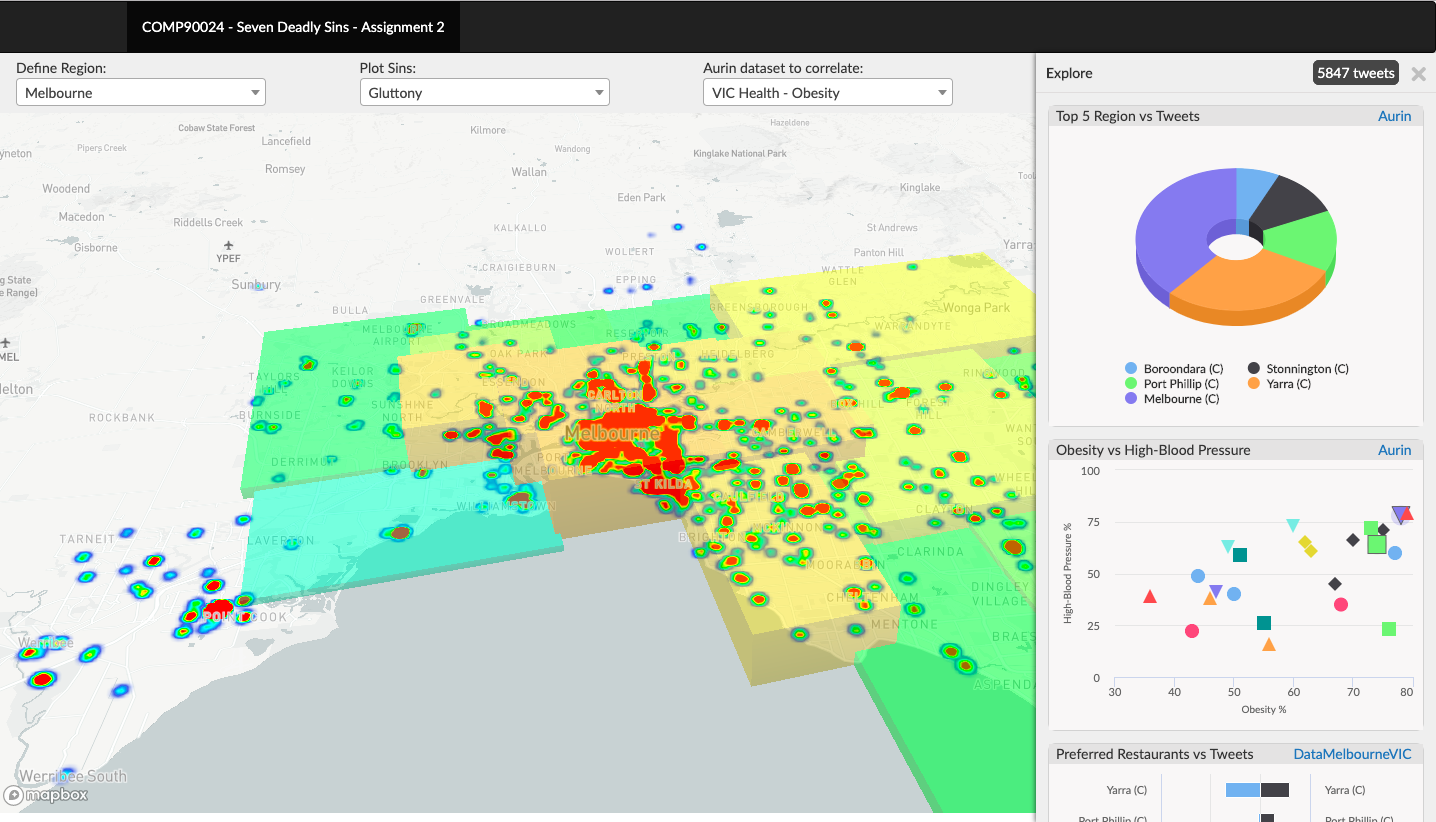 COMP90024 - Seven Deadly Sins - Assignment 2
Define Region:
Melbourne
Plot Sins:
Gluttony
Aurin dataset to correlate:
VIC Health - Obesity
Explore
5847 tweets
Top 5 Region vs Tweets
Aurin
Boroondara (C)
Stonnington (C)
Port Phillip (C)
Yarra (C)
Melbourne (C)
Obesity vs High-Blood Pressure
Aurin
High-Blood Pressure %
100
75
50
25
0
30
40
50
60
70
80
Obesity %
Preferred Restaurants vs Tweets
DataMelbourneVIC
Yarra (C)
Yarra (C)
Port Phillip (C)
Port Phillip (C)
Cobaw State Forest
Kilmore
Hazeldene
Pipers Creek
Lancefield
Wandong
Kinglake National Park
Romsey
Wallan
Woodend
Eden Park
Kinglake
Macedon
Riddells Creek
KALKALLO
St Andrews
Gisborne
YPEF
WOLLERT
Panton Hill
Yarra
CRAIGIEBURN
WATTLE
GLEN
EPPING
Sunbury
GREENVALE
GREENSBOROUGH
Wonga Park
BULLA
BROADMEADOWS
MELBOURNE
AIRPORT
RESERVOIR
WARRANDYTE
MEL
OAK PARK
PRESTON
HEIDELBERG
KEILOR
DOWNS
TAYLORS
HILL
ESSENDON
RINGWOOD
CARLTON
NORTH
ROCKBANK
BURNSIDE
SUNSHINE
NORTH
BOX HILL
FOREST
HILL
Melbourne
CAMBERWELL
DERRIMUT
BROOKLYN
PORT
MELBOURNE
ST KILDA
CAULFIELD
WILLIAMSTOWN
CLAYTON
TARNEIT
LAVERTON
MCKINNON
BRIGHTON
CLARINDA
MOORABBIN
DINGLEY
VILLAGE
CHELTENHAM
POINT COOK
MENTONE
BRAES
Werribee
ASPENDA
Werribee South
mapbox